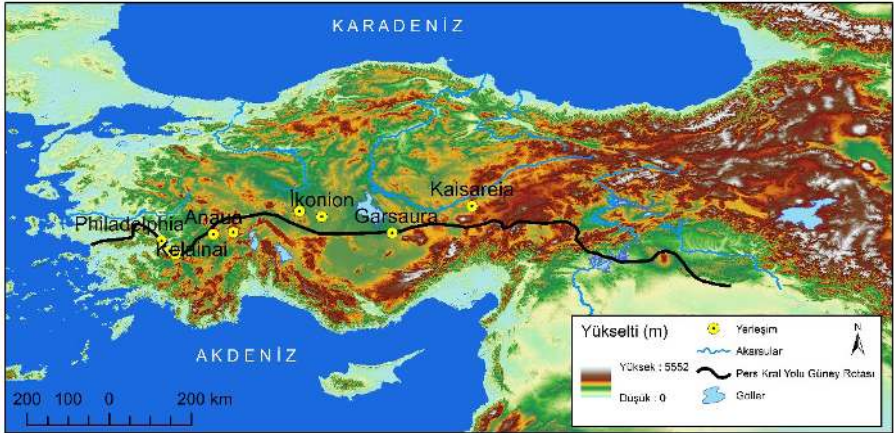 KARADENİZ
Kaisareia
İkonion
Garsaura
Anaua
Philadelphia
Kelainai
AKDENİZ
200 100 0 200 km
Yükselti (m)
Yüksek : 5552
Düşük : 0
Yerleşim
Akarsular
Pers Kral Yolu Güney Rotası
Göller
N